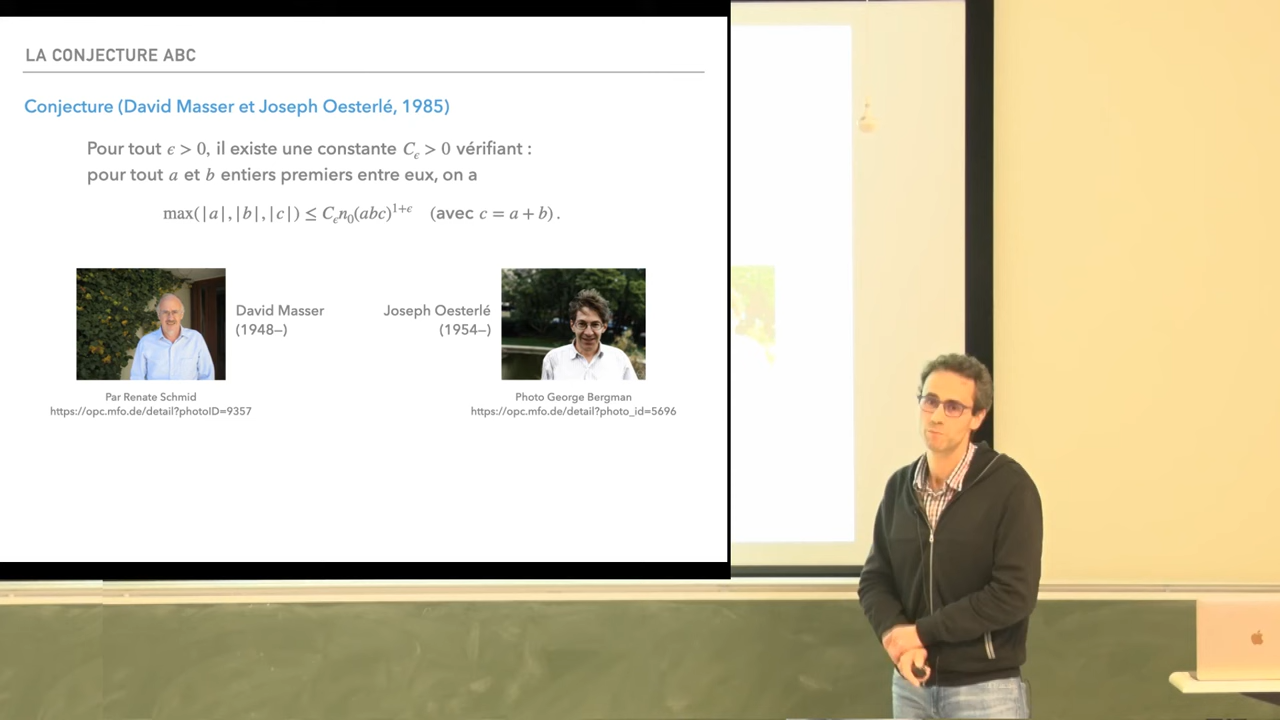 LA CONJECTURE ABC
Conjecture (David Masser et Joseph Oesterlé, 1985)
Pour tout ϵ > 0, il existe une constante C_ϵ > 0 vérifiant :
pour tout a et b entiers premiers entre eux, on a
max(|a|,|b|,|c|) ≤ C_ϵn_0(abc)^{1+ϵ} (avec c = a + b).
David Masser
(1948–)
Joseph Oesterlé
(1954–)
Par Renate Schmid
https://opc.mfo.de/detail?photoID=9357
Photo George Bergman
https://opc.mfo.de/detail?photo_id=5696